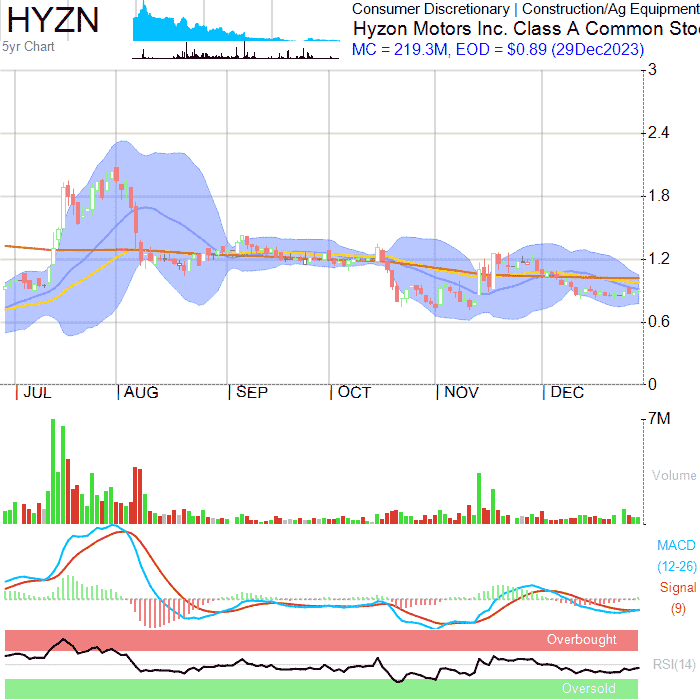 HYZN
5yr Chart
Consumer Discretionary | Construction/Ag Equipment
Hyzon Motors Inc. Class A Common Sto
MC = 219.3M, EOD = $0.89 (29Dec2023)
3
2.4
1.8
1.2
0.6
0
JUL AUG SEP OCT NOV DEC
7M
Volume
MACD
(12-26)
Signal
(9)
Overbought
RSI(14)
Oversold